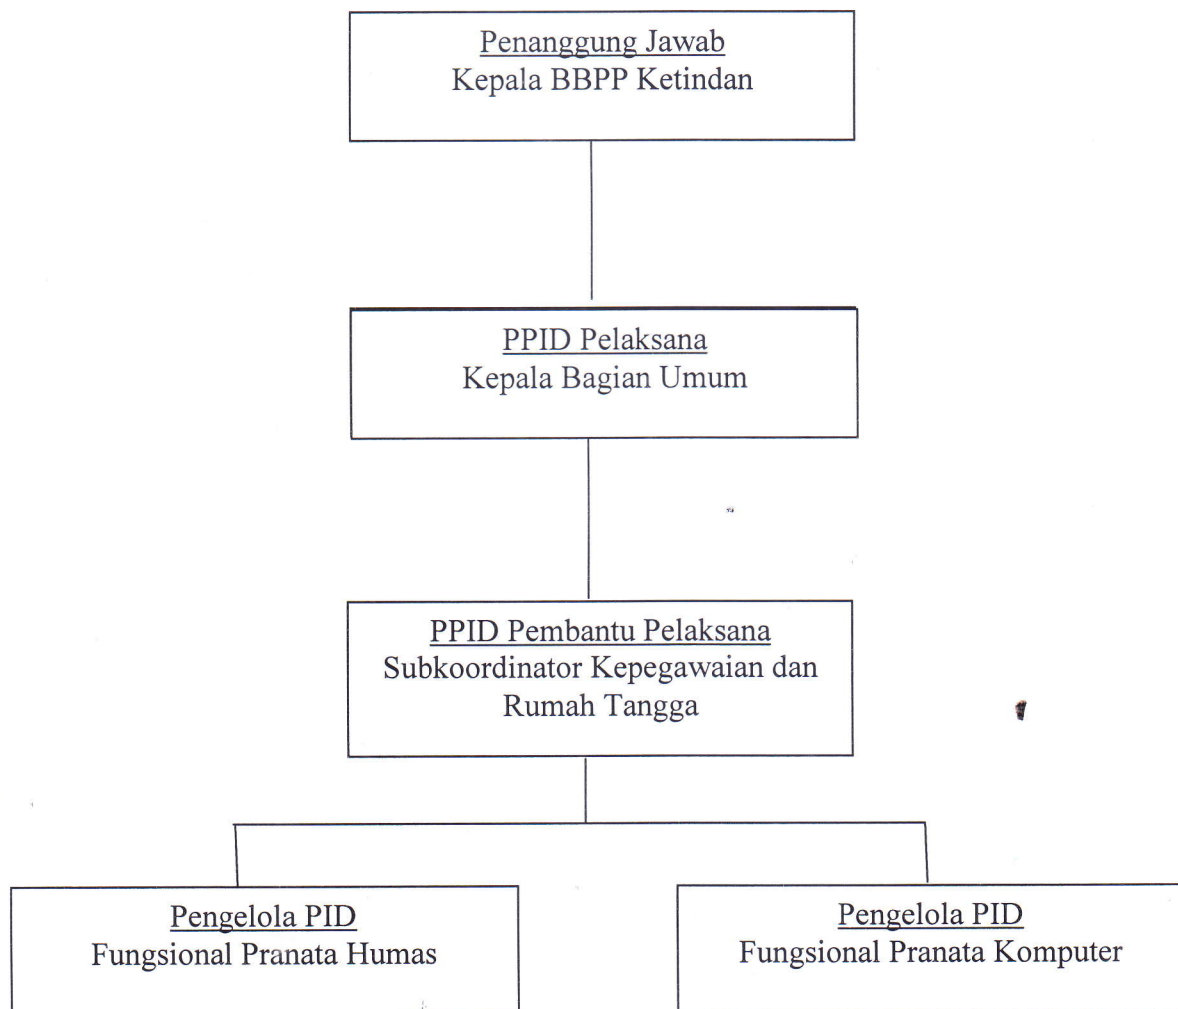 Penanggung Jawab
Kepala BBPP Ketindan
PPID Pelaksana
Kepala Bagian Umum
PPID Pembantu Pelaksana
Subkoordinator Kepegawaian dan
Rumah Tangga
Pengelola PID
Fungsional Pranata Humas
Pengelola PID
Fungsional Pranata Komputer